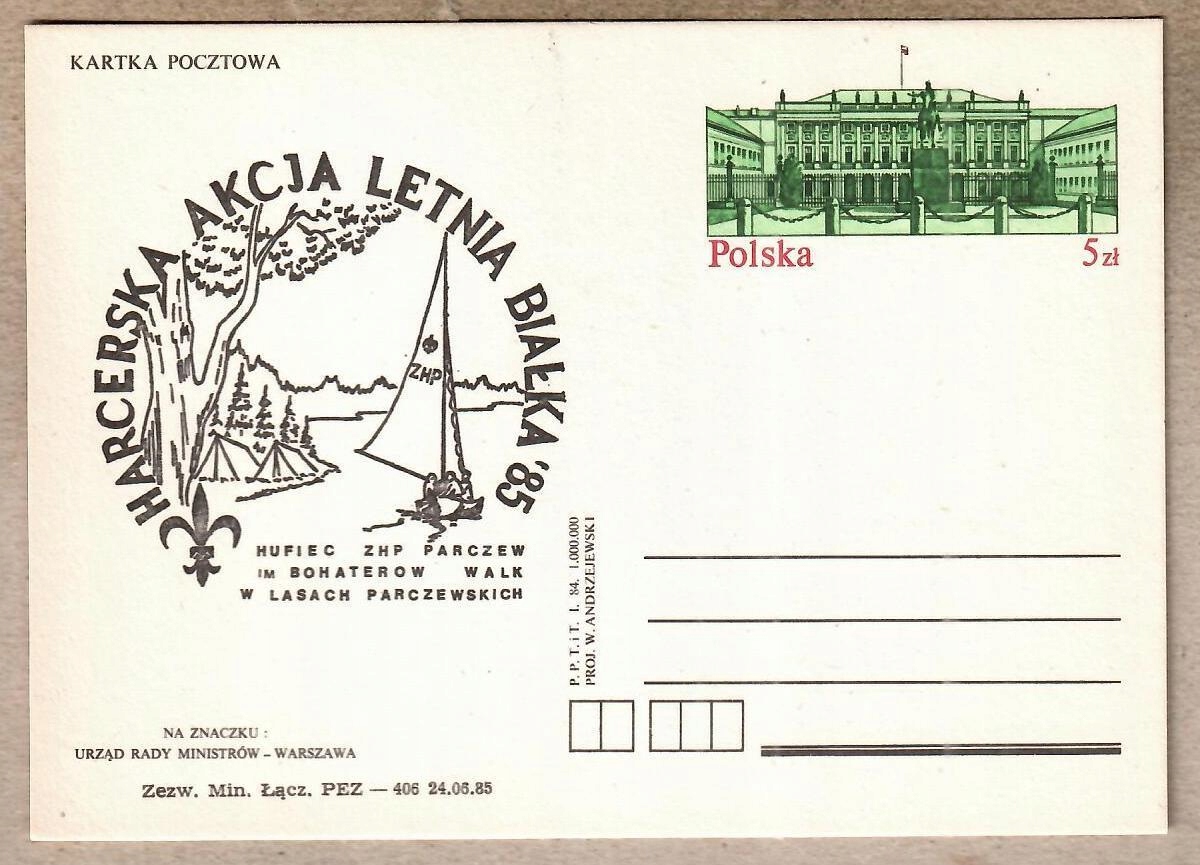 KARTKA POCZTOWA
HARCERSKA AKCJA LETNIA BIAŁKA '85
ZHP
HUFIEC ZHP PARCZEW
IM BOHATEROW WALK
W LASACH PARCZEWSKICH
Polska 5 zł
P. P. T. i T. I. 84. 1.000.000
PROJ. W. ANDRZEJEWSKI
NA ZNACZKU :
URZĄD RADY MINISTRÓW – WARSZAWA
Zezw. Min. Łącz. PEZ — 406 24.06.85